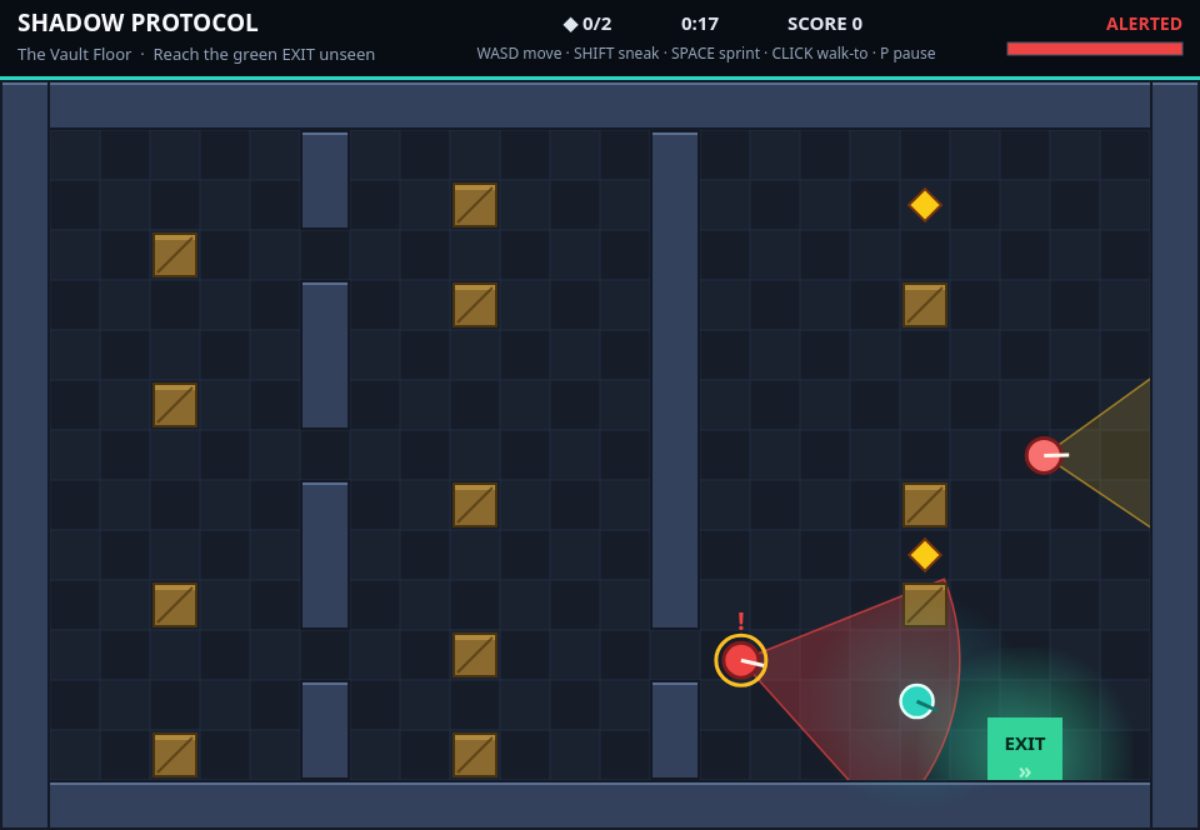 SHADOW PROTOCOL
◆ 0/2
0:17
SCORE 0
ALERTED
The Vault Floor · Reach the green EXIT unseen
WASD move · SHIFT sneak · SPACE sprint · CLICK walk-to · P pause
!
EXIT
»